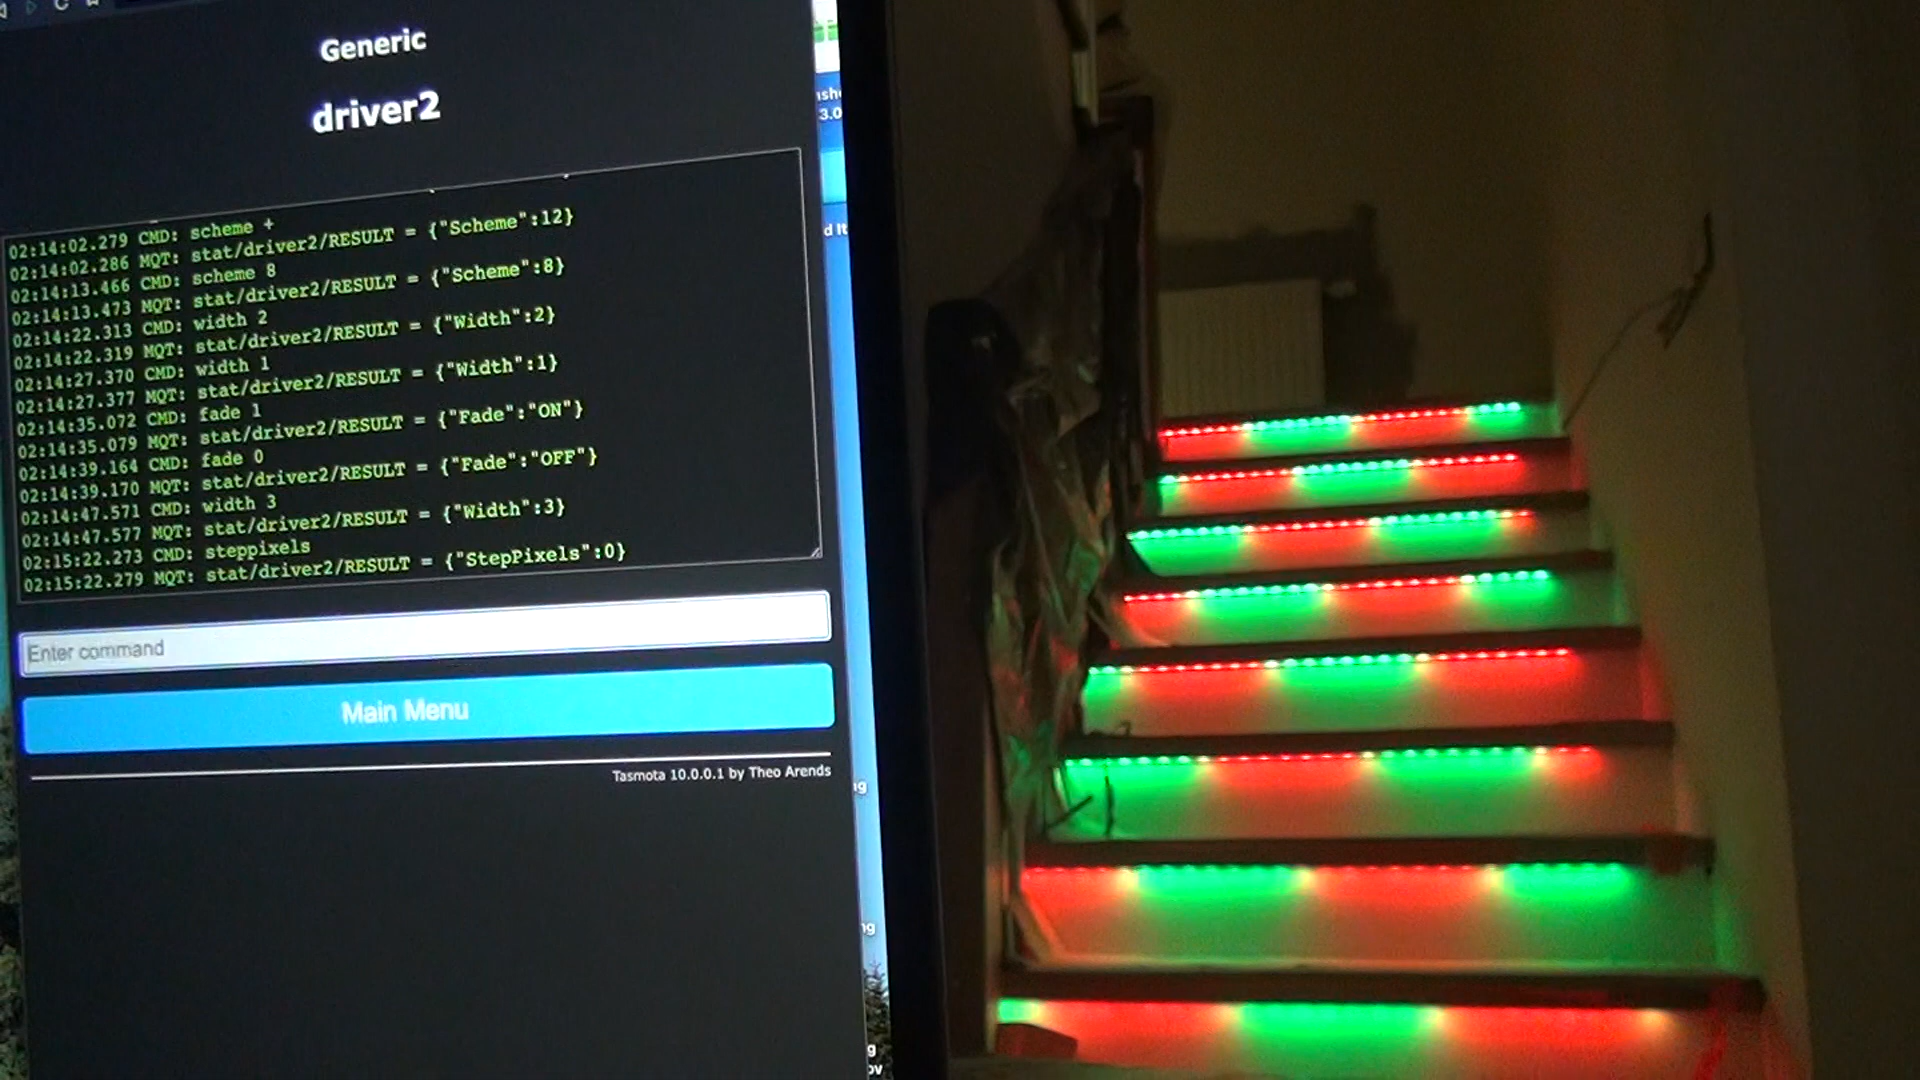 Generic
driver2
02:14:02.279 CMD: scheme +
02:14:02.286 MQT: stat/driver2/RESULT = {"Scheme":12}
02:14:13.466 CMD: scheme 8
02:14:13.473 MQT: stat/driver2/RESULT = {"Scheme":8}
02:14:22.313 CMD: width 2
02:14:22.319 MQT: stat/driver2/RESULT = {"Width":2}
02:14:27.370 CMD: width 1
02:14:27.377 MQT: stat/driver2/RESULT = {"Width":1}
02:14:35.072 CMD: fade 1
02:14:35.079 MQT: stat/driver2/RESULT = {"Fade":"ON"}
02:14:39.164 CMD: fade 0
02:14:39.170 MQT: stat/driver2/RESULT = {"Fade":"OFF"}
02:14:47.571 CMD: width 3
02:14:47.577 MQT: stat/driver2/RESULT = {"Width":3}
02:15:22.273 CMD: steppixels
02:15:22.279 MQT: stat/driver2/RESULT = {"StepPixels":0}
Enter command
Main Menu
Tasmota 10.0.0.1 by Theo Arends